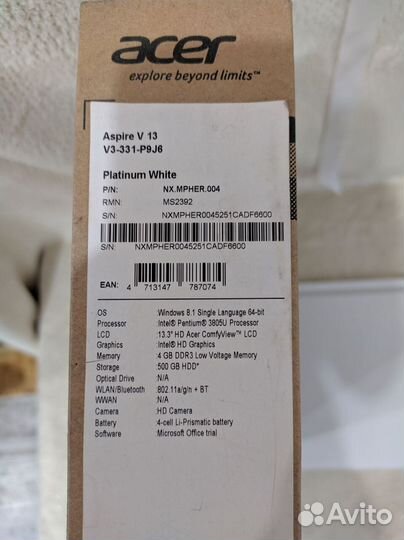 acer
explore beyond limits™
Aspire V 13
V3-331-P9J6
Platinum White
P/N: NX.MPHER.004
RMN: MS2392
S/N: NXMPHER0045251CADF6600
S/N: NXMPHER0045251CADF6600
EAN: 4 713147 787074
OS :Windows 8.1 Single Language 64-bit
Processor :Intel® Pentium® 3805U Processor
LCD :13.3" HD Acer ComfyView™ LCD
Graphics :Intel® HD Graphics
Memory :4 GB DDR3 Low Voltage Memory
Storage :500 GB HDD*
Optical Drive :N/A
WLAN/Bluetooth :802.11a/g/n + BT
WWAN :N/A
Camera :HD Camera
Battery :4-cell Li-Prismatic battery
Software :Microsoft Office trial
Avito